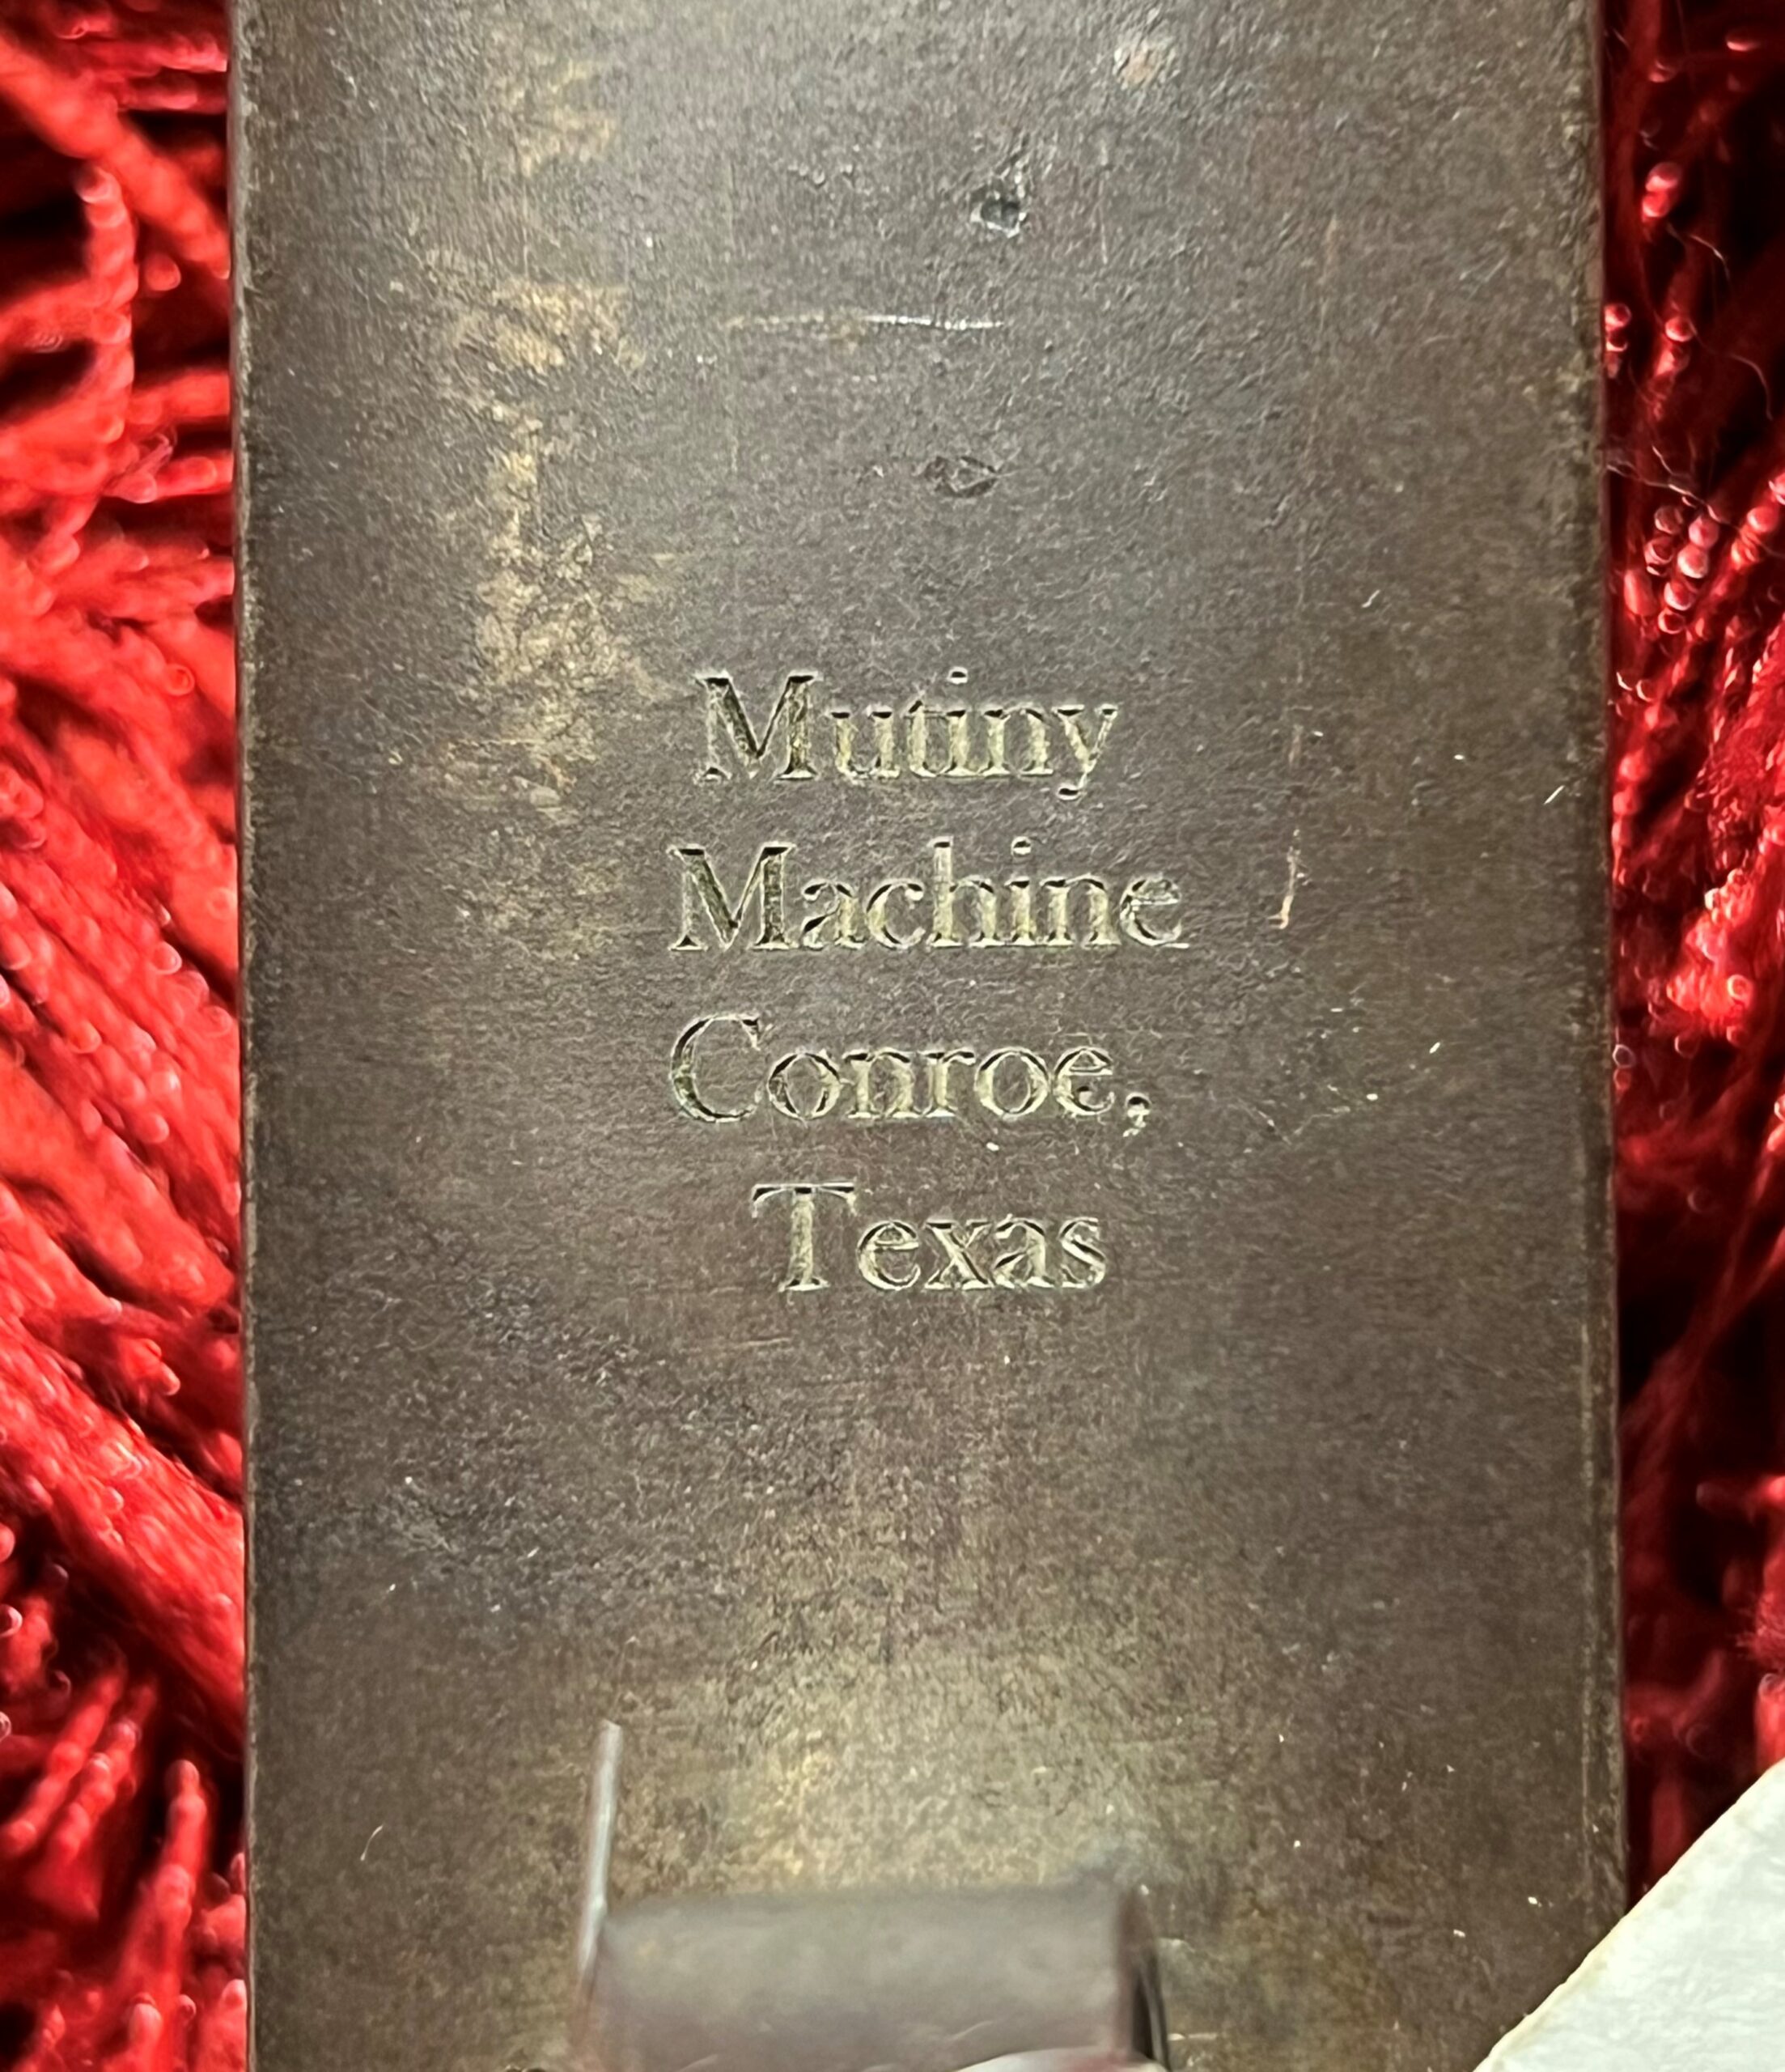 Mutiny
Machine
Conroe,
Texas